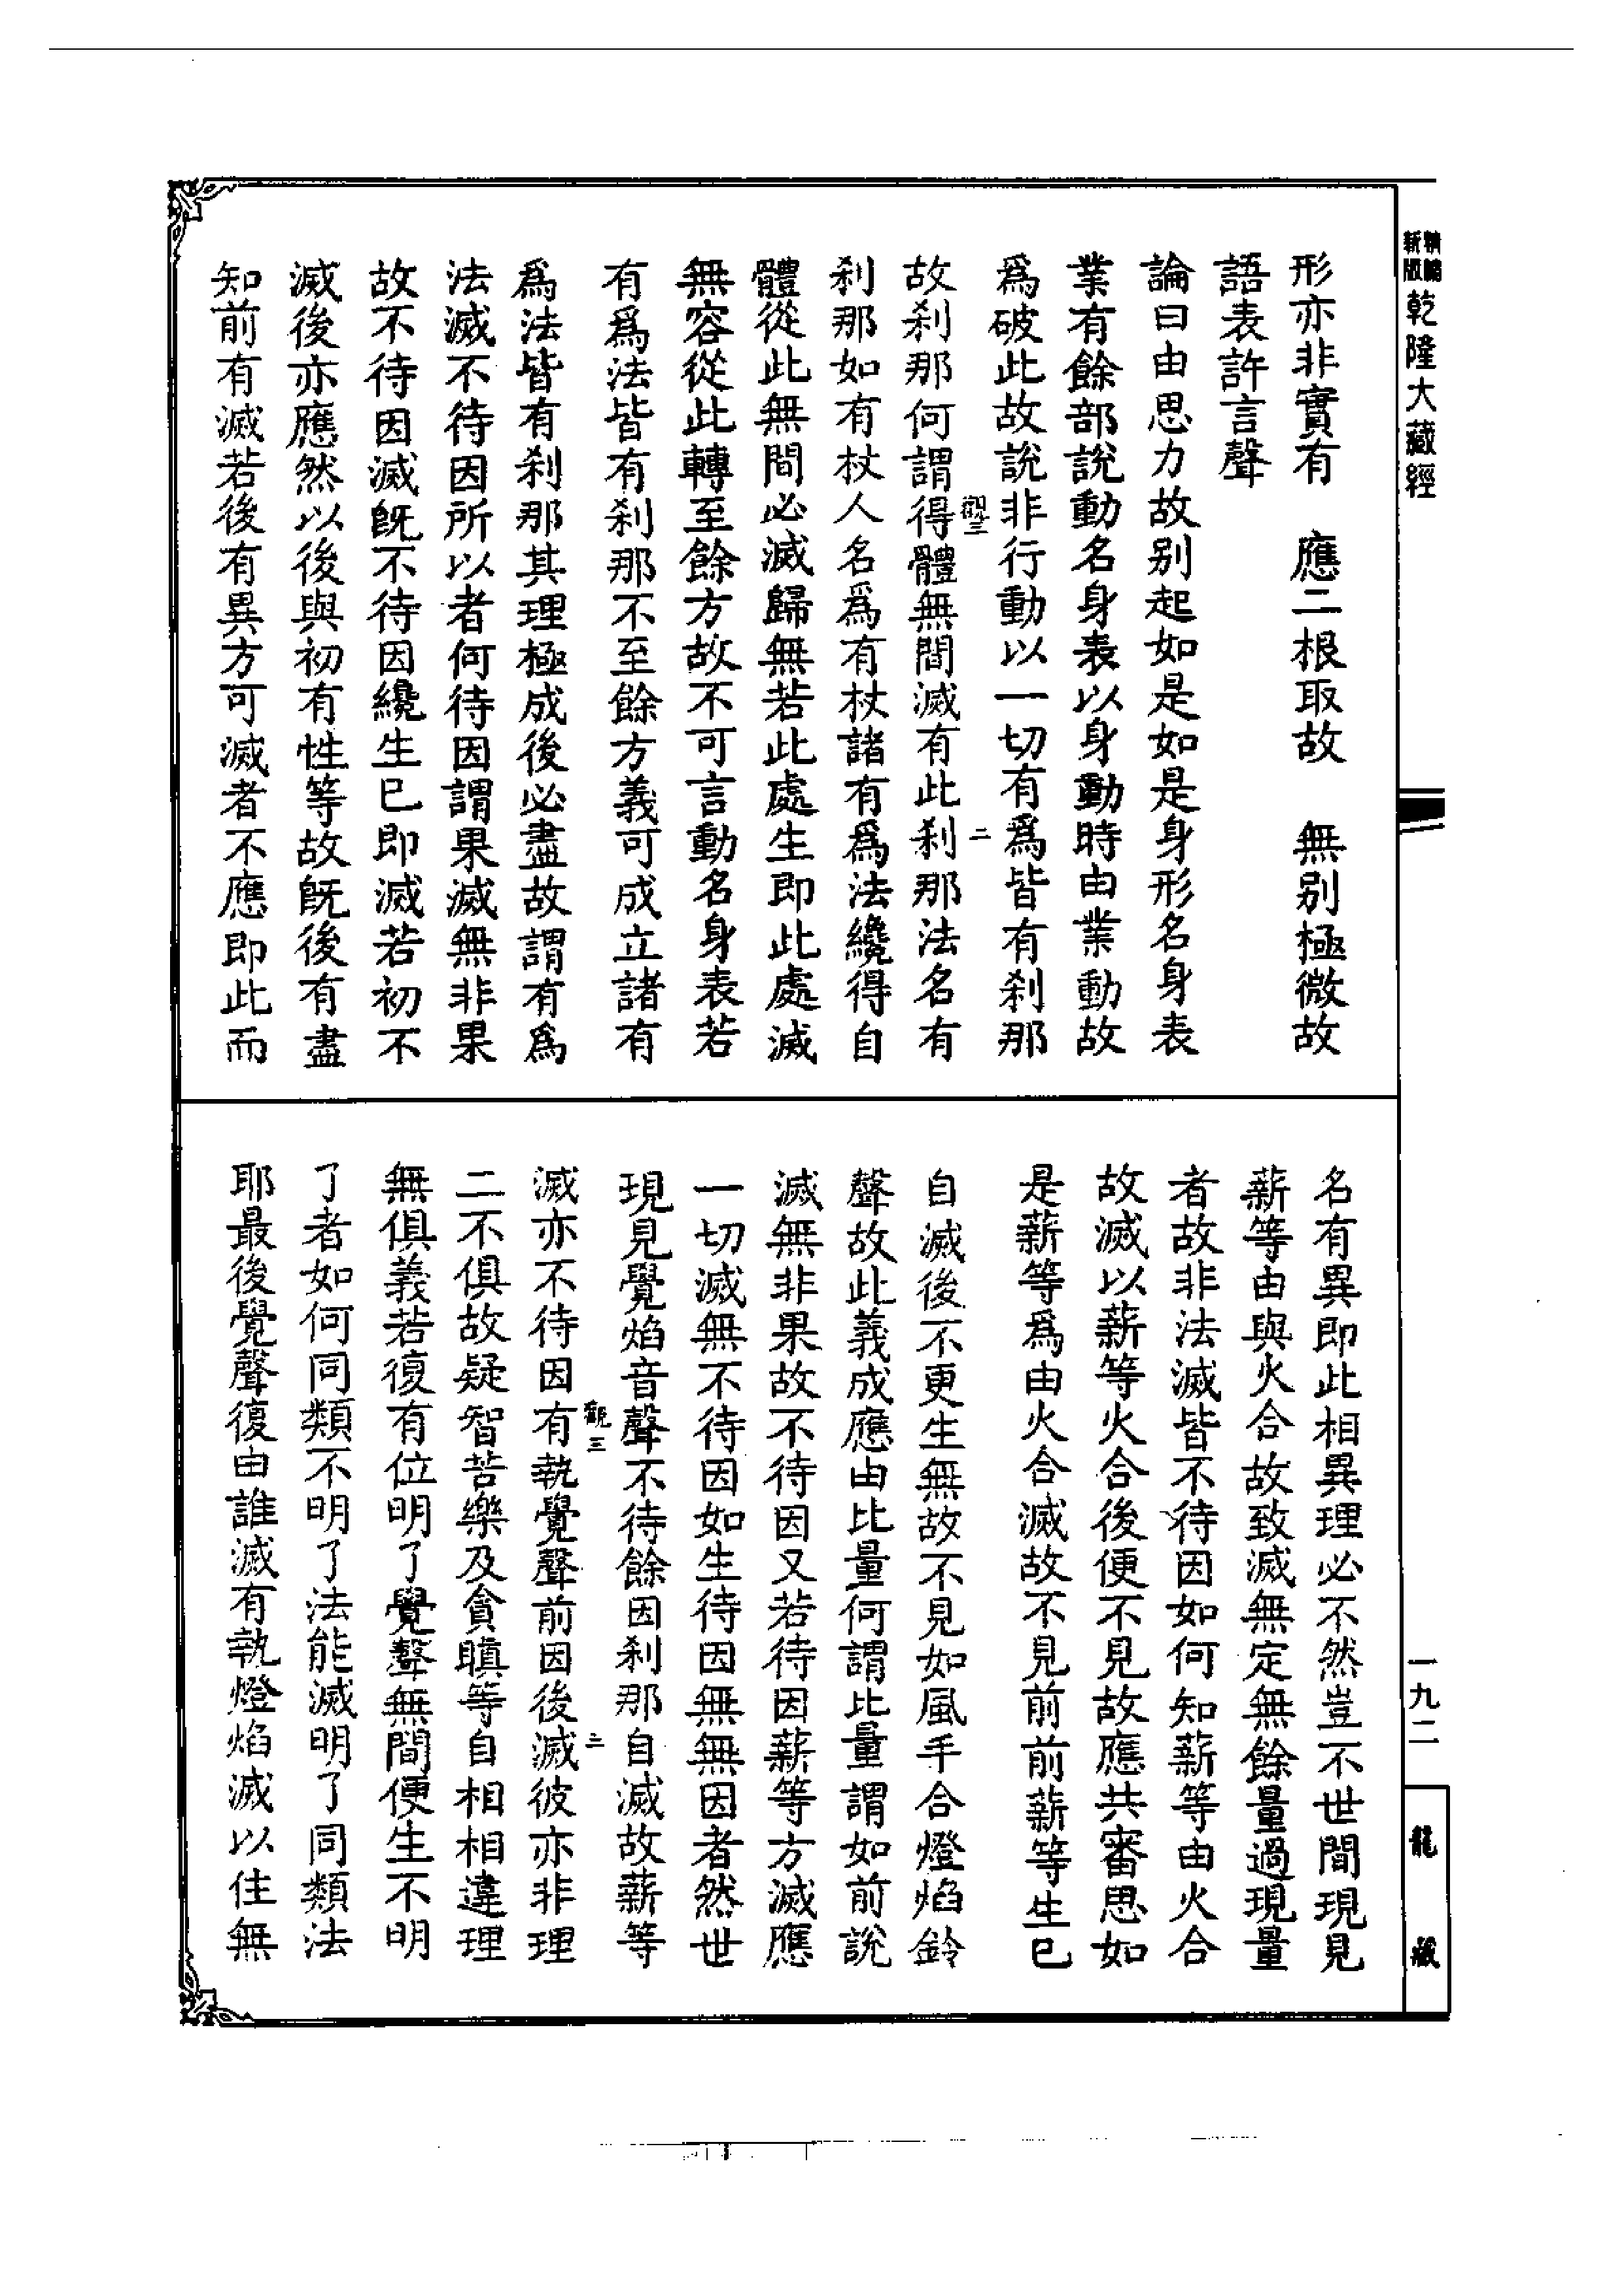 新版精縮乾隆大藏經
形亦非實有　應二根取故　無别極微故
語表許言聲
論曰由思力故别起如是如是身形名身表
業有餘部說動名身表以身動時由業動故
爲破此故說非行動以一切有爲皆有刹那
觀三
二
故刹那何謂得體無間滅有此刹那法名有
刹那如有杖人名爲有杖諸有爲法纔得自
體從此無間必滅歸無若此處生即此處滅
無容從此轉至餘方故不可言動名身表若
有爲法皆有刹那不至餘方義可成立諸有
爲法皆有刹那其理極成後必盡故謂有爲
法滅不待因所以者何待因謂果滅無非果
故不待因滅旣不待因纔生已即滅若初不
滅後亦應然以後與初有性等故旣後有盡
知前有滅若後有異方可滅者不應即此而
名有異即此相異理必不然豈不世間現見
薪等由與火合故致滅無定無餘量過現量
者故非法滅皆不待因如何知薪等由火合
故滅以薪等火合後便不見故應共審思如
是薪等爲由火合滅故不見前前薪等生已
自滅後不更生無故不見如風手合燈焰鈴
聲故此義成應由比量何謂比量謂如前說
滅無非果故不待因又若待因薪等方滅應
一切滅無不待因如生待因無無因者然世
現見覺焰音聲不待餘因刹那自滅故薪等
觀三
三
滅亦不待因有執覺聲前因後滅彼亦非理
二不俱故疑智苦樂及貪瞋等自相相違理
無俱義若復有位明了覺聲無間便生不明
了者如何同類不明了法能滅明了同類法
耶最後覺聲復由誰滅有執燈焰滅以住無
一九二
龍藏